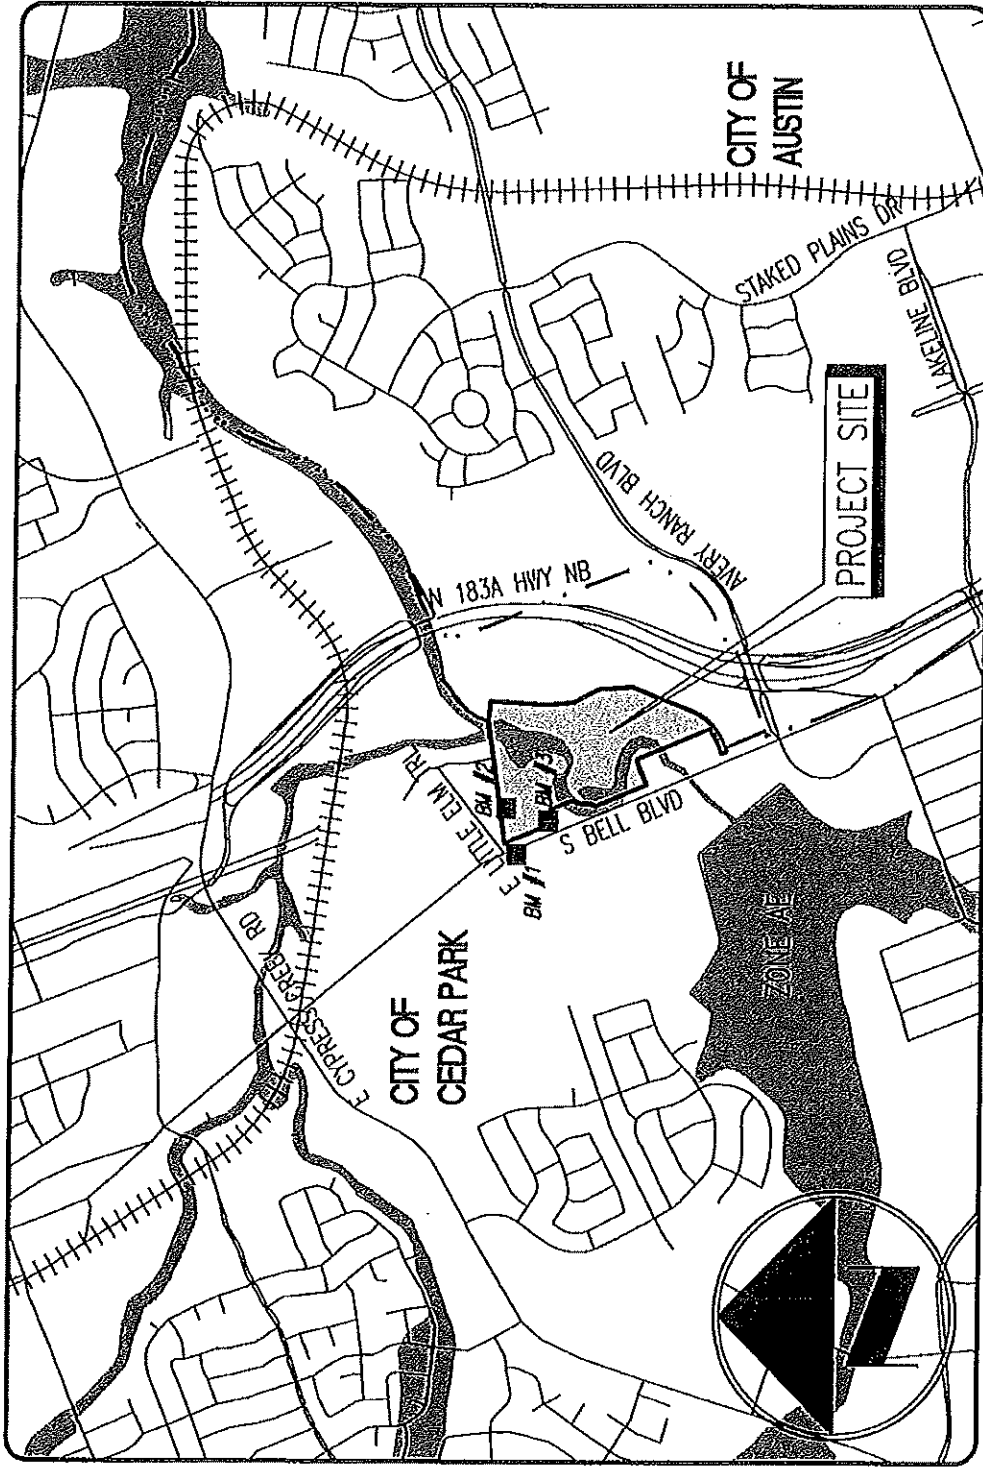 CITY OF
AUSTIN
STAKED PLAINS DR
LAKELINE BLVD
PROJECT SITE
AVERY RANCH BLVD
N 183A HWY NB
E LITTLE ELM TRL
BM #2
BM #3
BM #1
S BELL BLVD
E CYPRESS CREEK RD
CITY OF
CEDAR PARK
ZONE AE
N